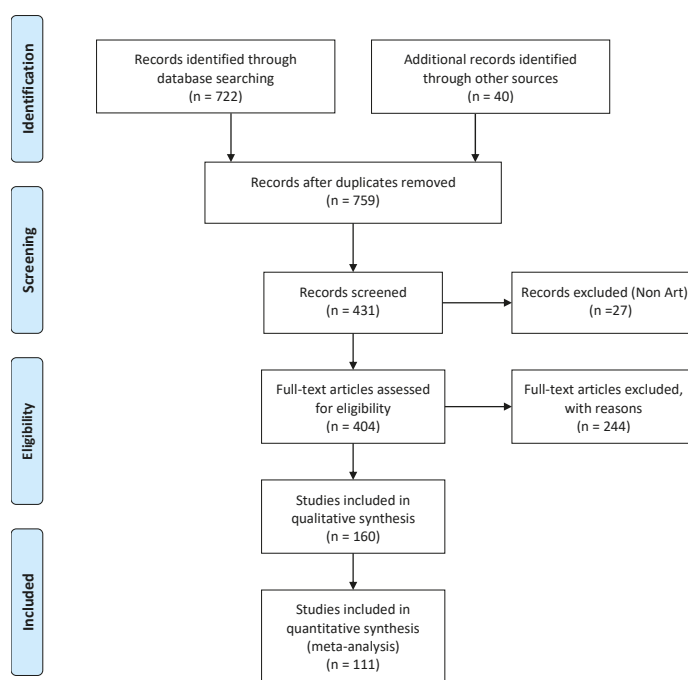 Identification
Records identified through
database searching
(n = 722)
Additional records identified
through other sources
(n = 40)
Records after duplicates removed
(n = 759)
Screening
Records screened
(n = 431)
Records excluded (Non Art)
(n =27)
Eligibility
Full-text articles assessed
for eligibility
(n = 404)
Full-text articles excluded,
with reasons
(n = 244)
Studies included in
qualitative synthesis
(n = 160)
Included
Studies included in
quantitative synthesis
(meta-analysis)
(n = 111)